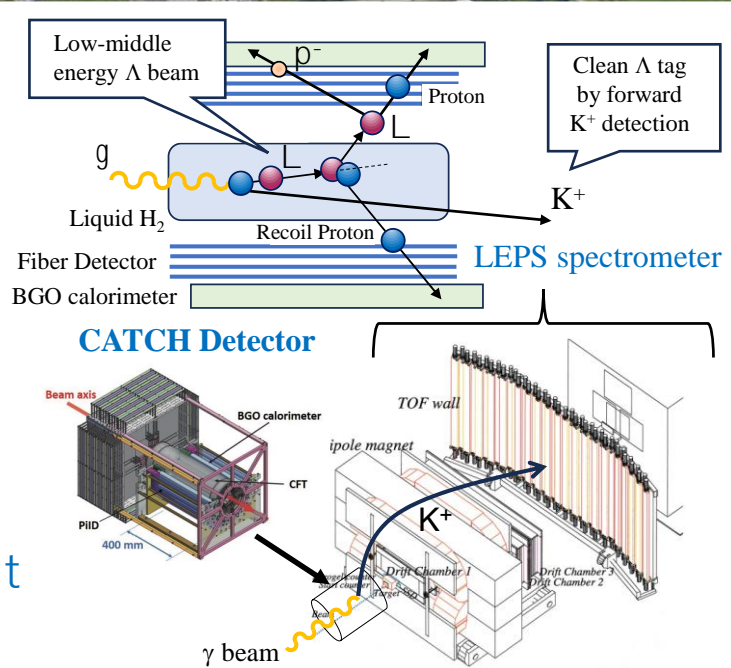 Low-middle
energy Λ beam
p-
Proton
Clean Λ tag
by forward
K+ detection
L
g
L
K+
Liquid H2
Recoil Proton
Fiber Detector
LEPS spectrometer
BGO calorimeter
CATCH Detector
Beam axis
BGO calorimeter
TOF wall
ipole magnet
CFT
PiID
K+
400 mm
Drift Chamber 1
Drift Chamber 3
Drift Chamber 2
Start counter
Target
t
γ beam